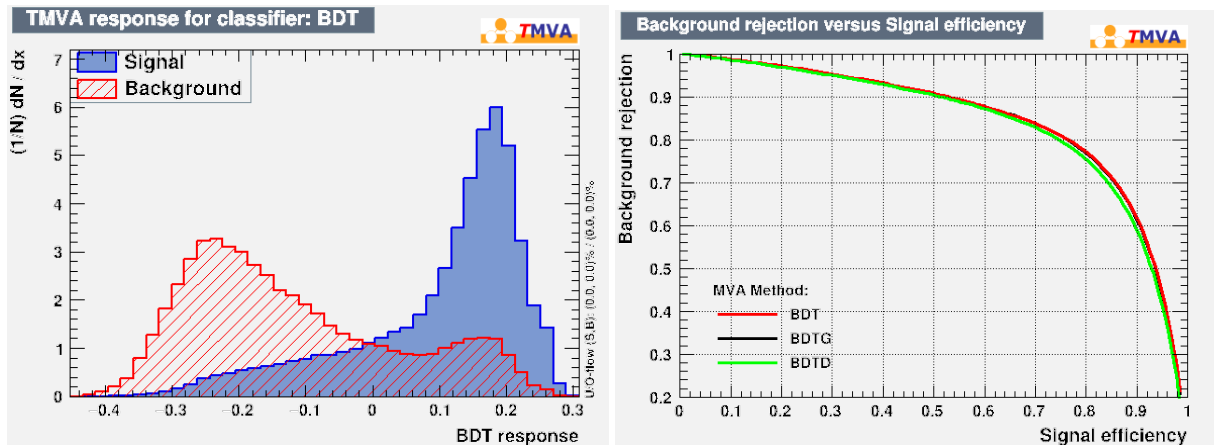 TMVA response for classifier: BDT
TMVA
(1/N) dN / dx
Signal
Background
7
6
5
4
3
2
1
0
−0.4 −0.3 −0.2 −0.1 0 0.1 0.2 0.3
BDT response
U/O-flow (S,B): (0.0, 0.0)% / (0.0, 0.0)%
Background rejection versus Signal efficiency
TMVA
Background rejection
1
0.9
0.8
0.7
0.6
0.5
0.4
0.3
0.2
MVA Method:
BDT
BDTG
BDTD
0 0.1 0.2 0.3 0.4 0.5 0.6 0.7 0.8 0.9 1
Signal efficiency